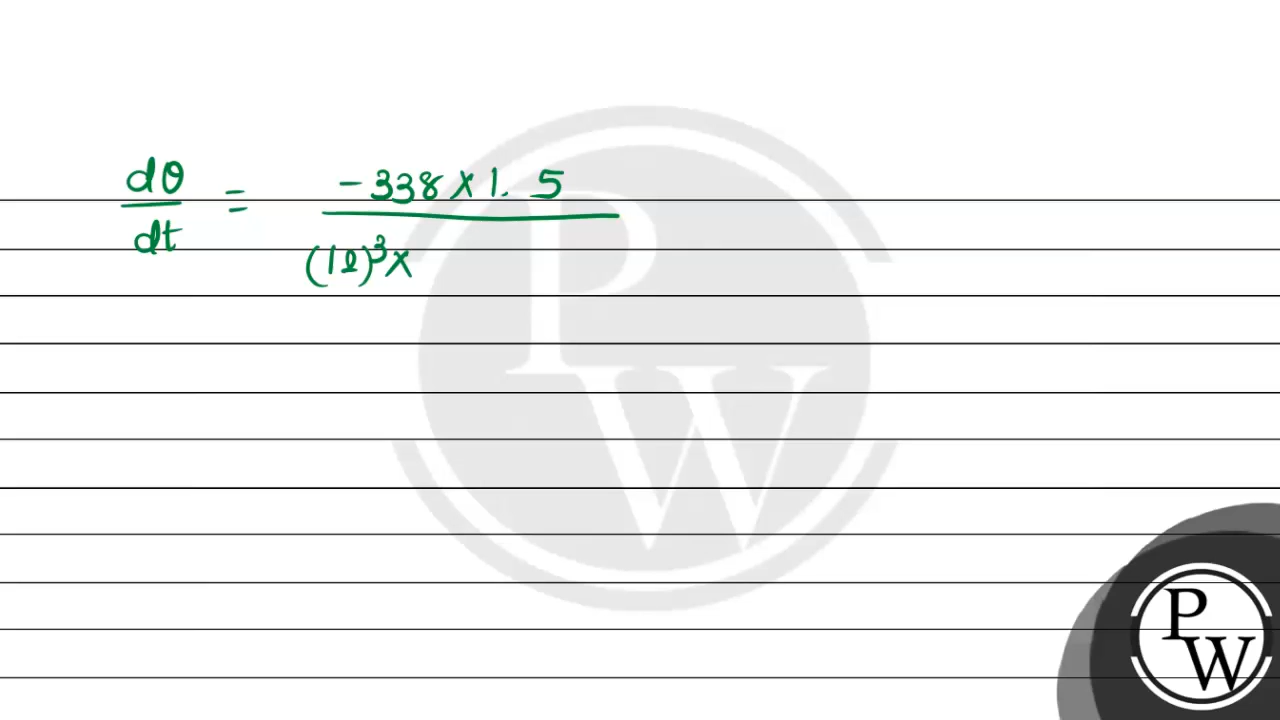 dθ/dt = -338 × 1.5
(12)³ ×
P
W
P
W